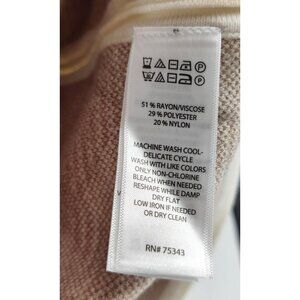 51 % RAYON/VISCOSE
29 % POLYESTER
20 % NYLON
MACHINE WASH COOL-
DELICATE CYCLE
WASH WITH LIKE COLORS
ONLY NON-CHLORINE
BLEACH WHEN NEEDED
RESHAPE WHILE DAMP
DRY FLAT
LOW IRON IF NEEDED
OR DRY CLEAN
RN# 75343